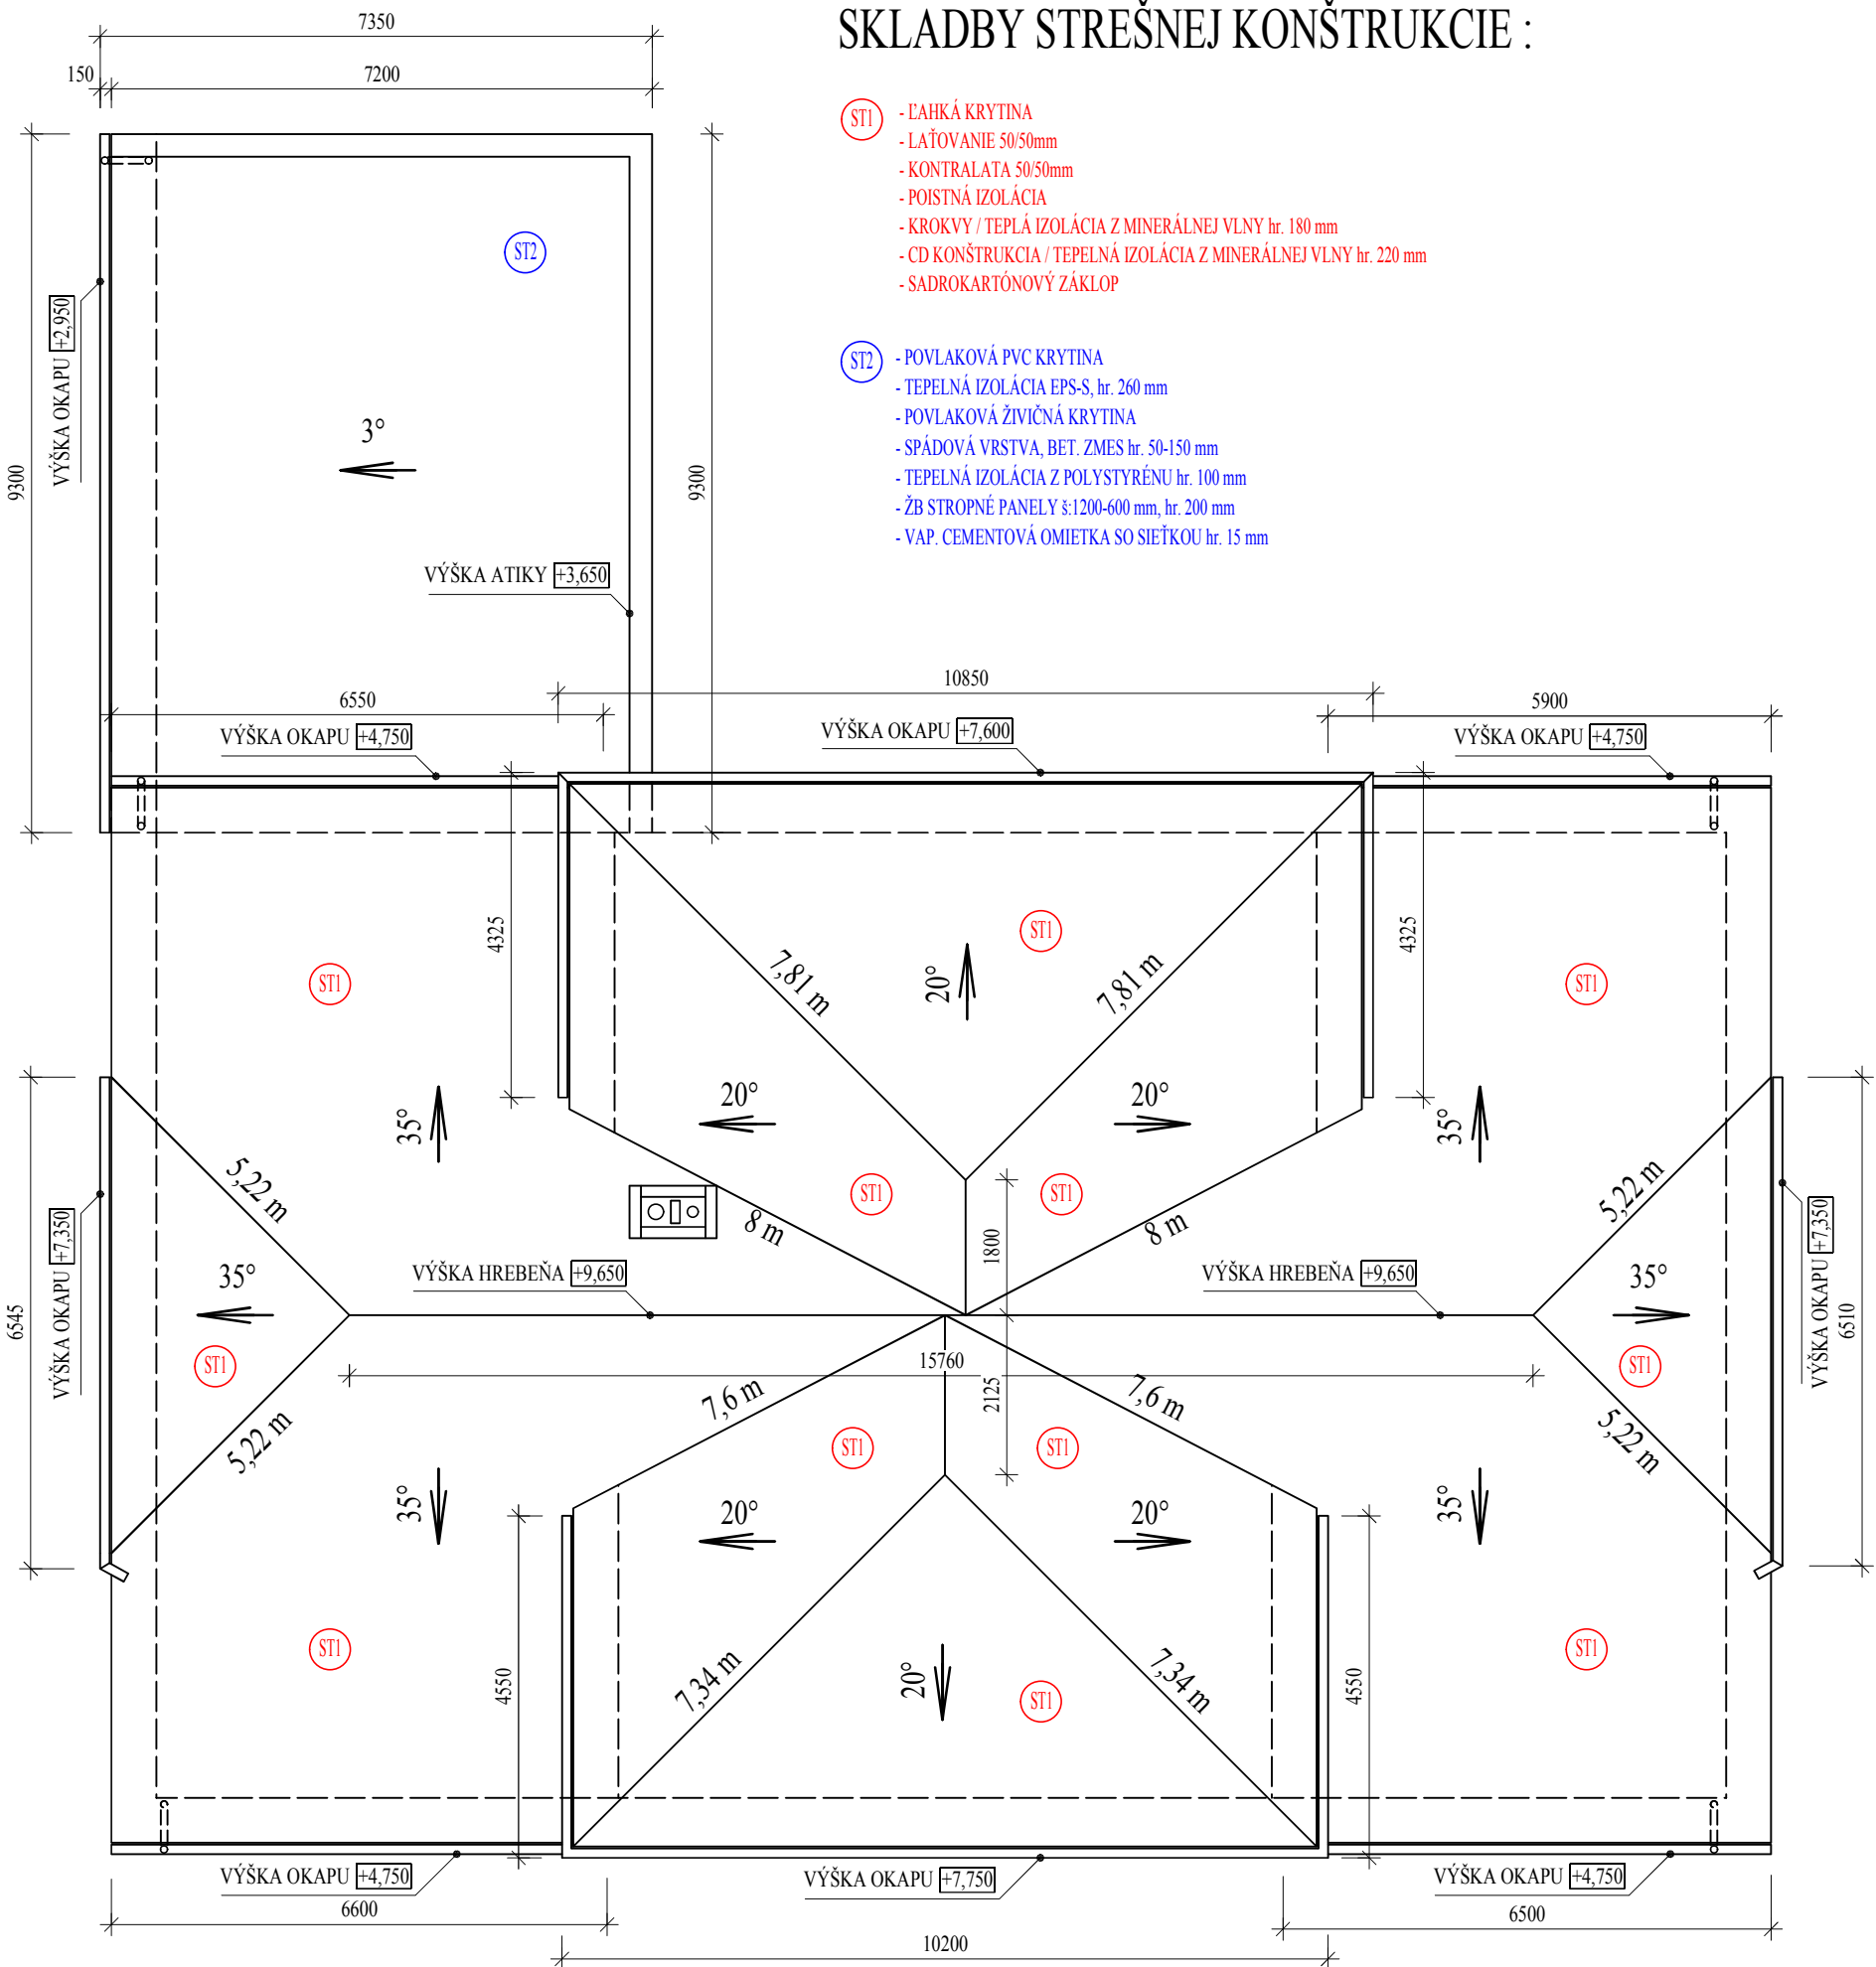 SKLADBY STREŠNEJ KONŠTRUKCIE :
7350
150
7200
ST1
- ĽAHKÁ KRYTINA
- LAŤOVANIE 50/50mm
- KONTRALATA 50/50mm
- POISTNÁ IZOLÁCIA
- KROKVY / TEPLÁ IZOLÁCIA Z MINERÁLNEJ VLNY hr. 180 mm
- CD KONŠTRUKCIA / TEPELNÁ IZOLÁCIA Z MINERÁLNEJ VLNY hr. 220 mm
- SADROKARTÓNOVÝ ZÁKLOP
ST2
- POVLAKOVÁ PVC KRYTINA
- TEPELNÁ IZOLÁCIA EPS-S, hr. 260 mm
- POVLAKOVÁ ŽIVIČNÁ KRYTINA
- SPÁDOVÁ VRSTVA, BET. ZMES hr. 50-150 mm
- TEPELNÁ IZOLÁCIA Z POLYSTYRÉNU hr. 100 mm
- ŽB STROPNÉ PANELY š:1200-600 mm, hr. 200 mm
- VAP. CEMENTOVÁ OMIETKA SO SIEŤKOU hr. 15 mm
ST2
VÝŠKA OKAPU +2,950
3°
9300
9300
VÝŠKA ATIKY +3,650
10850
6550
5900
VÝŠKA OKAPU +4,750
VÝŠKA OKAPU +7,600
VÝŠKA OKAPU +4,750
4325
4325
ST1
ST1
ST1
7,81 m
7,81 m
20°
20°
20°
35°
35°
5,22 m
5,22 m
ST1
ST1
8 m
8 m
1800
VÝŠKA OKAPU +7,350
VÝŠKA OKAPU +7,350
35°
35°
VÝŠKA HREBEŇA +9,650
VÝŠKA HREBEŇA +9,650
6545
6510
ST1
ST1
15760
2125
7,6 m
7,6 m
5,22 m
5,22 m
ST1
ST1
35°
35°
20°
20°
20°
ST1
ST1
ST1
7,34 m
7,34 m
4550
4550
VÝŠKA OKAPU +4,750
VÝŠKA OKAPU +7,750
VÝŠKA OKAPU +4,750
6600
6500
10200